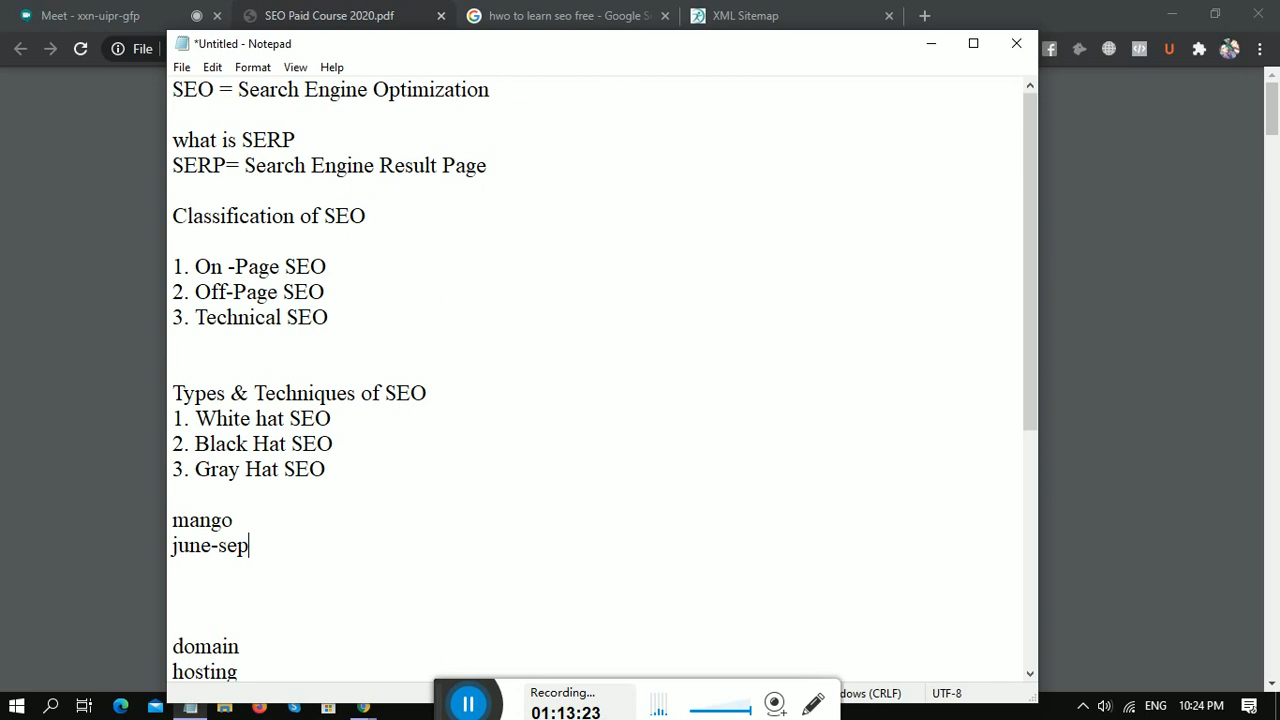 Meet - xxn-uipr-gfp
SEO Paid Course 2020.pdf
hwo to learn seo free - Google S
XML Sitemap
File
*Untitled - Notepad
File Edit Format View Help
SEO = Search Engine Optimization
what is SERP
SERP= Search Engine Result Page
Classification of SEO
1. On -Page SEO
2. Off-Page SEO
3. Technical SEO
Types & Techniques of SEO
1. White hat SEO
2. Black Hat SEO
3. Gray Hat SEO
mango
june-sep
domain
hosting
Recording...
01:13:23
dows (CRLF)
UTF-8
ENG
10:24 PM